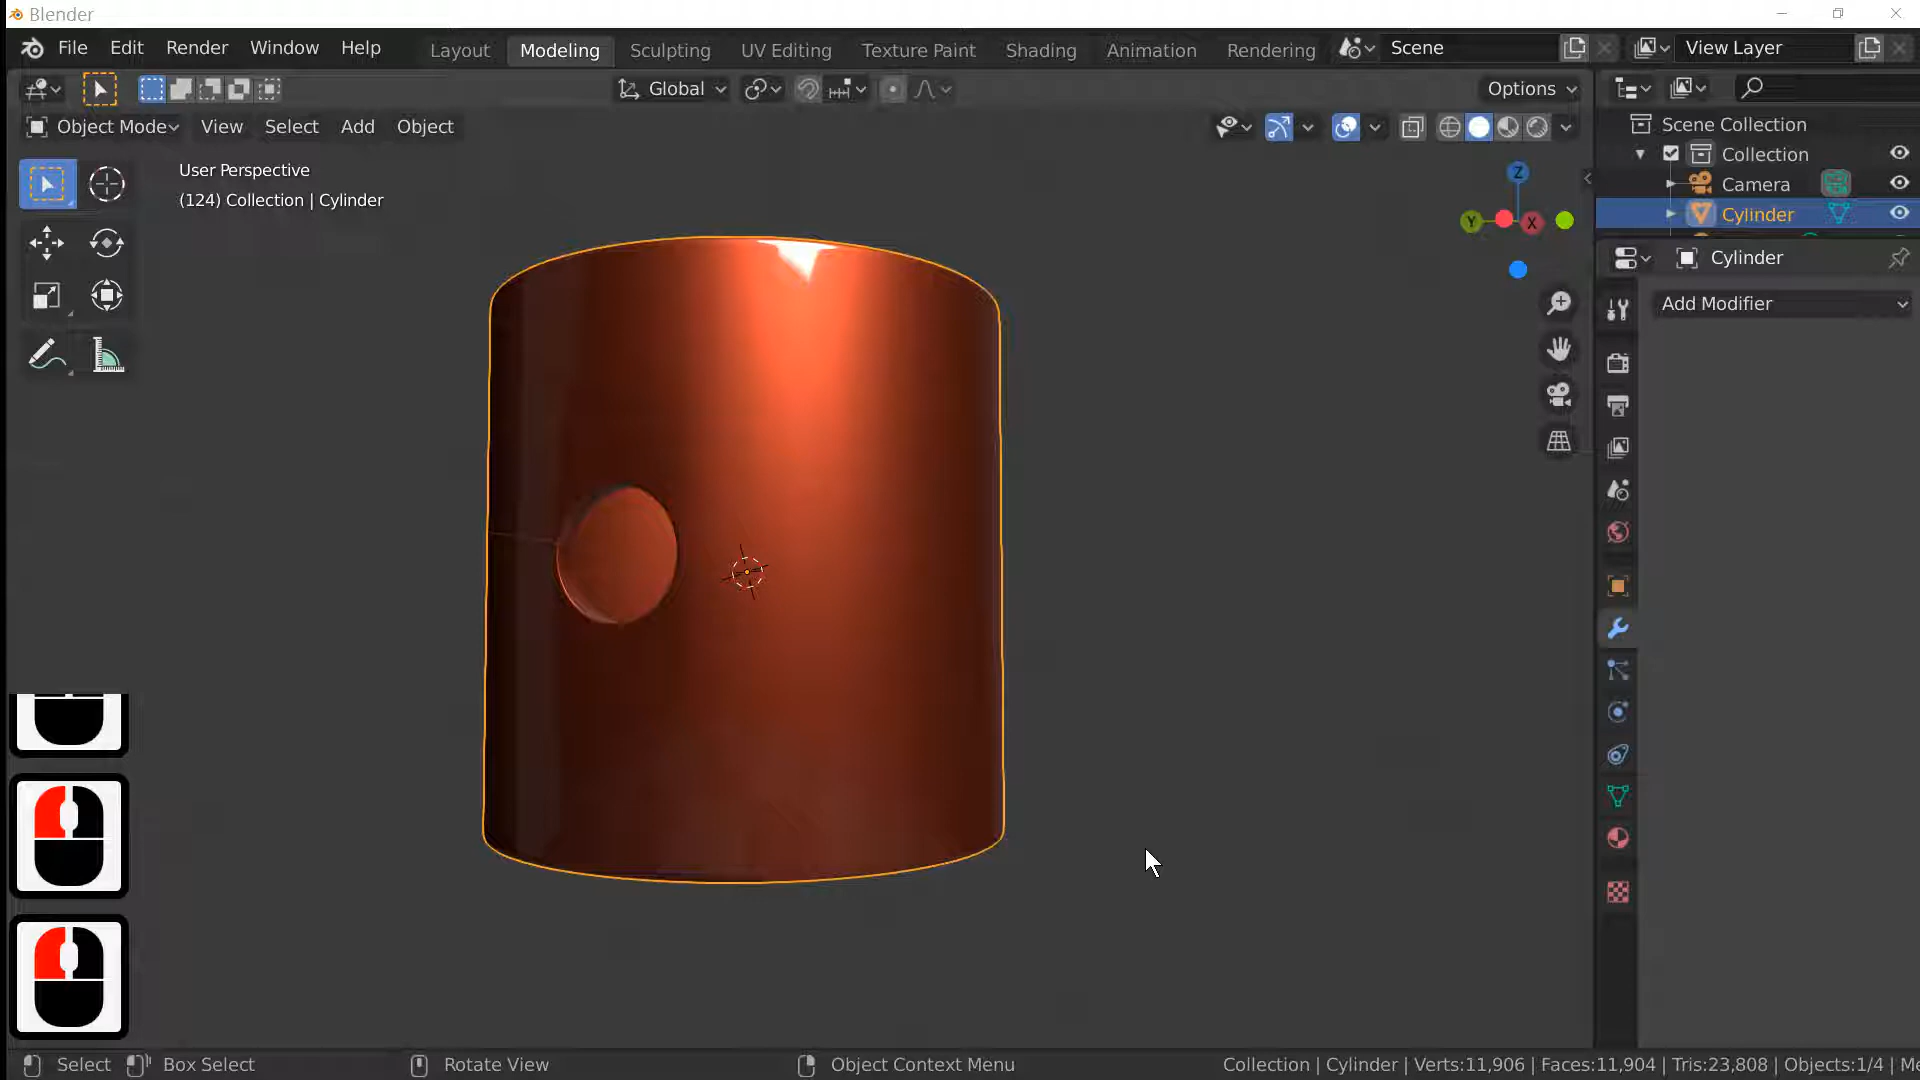 Blender
File Edit Render Window Help Layout Modeling Sculpting UV Editing Texture Paint Shading Animation Rendering Scene View Layer
Global Options
Object Mode View Select Add Object
User Perspective
(124) Collection | Cylinder
Z
Y X
Scene Collection
Collection
Camera
Cylinder
Cylinder
Add Modifier
Select Box Select Rotate View Object Context Menu Collection | Cylinder | Verts:11,906 | Faces:11,904 | Tris:23,808 | Objects:1/4 | Me